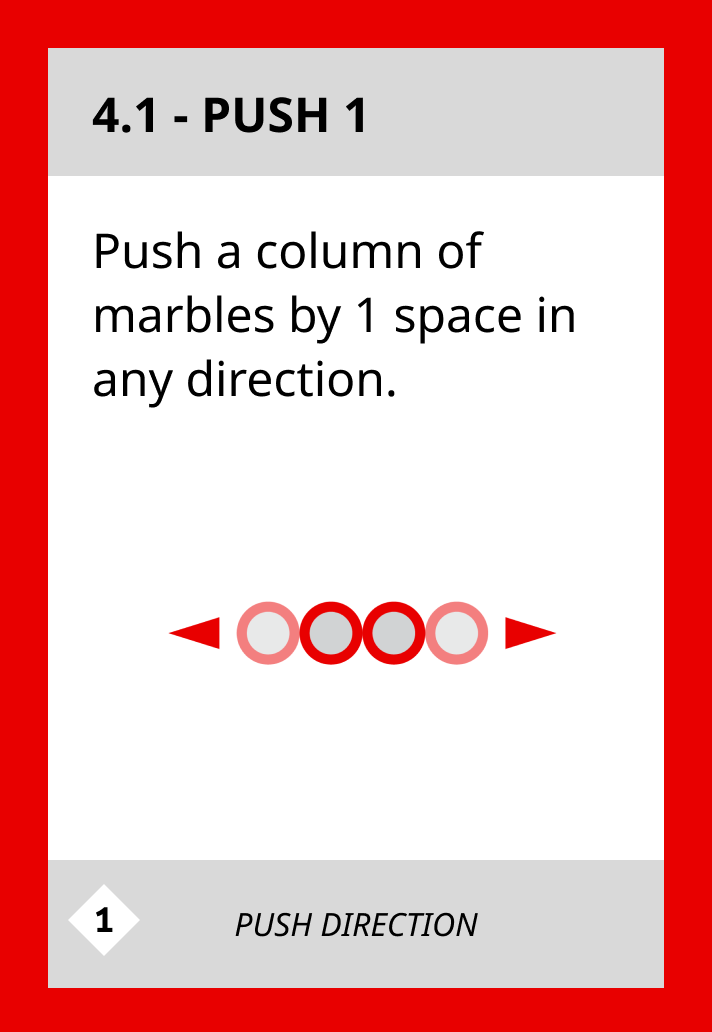 4.1 - PUSH 1
Push a column of
marbles by 1 space in
any direction.
1
PUSH DIRECTION